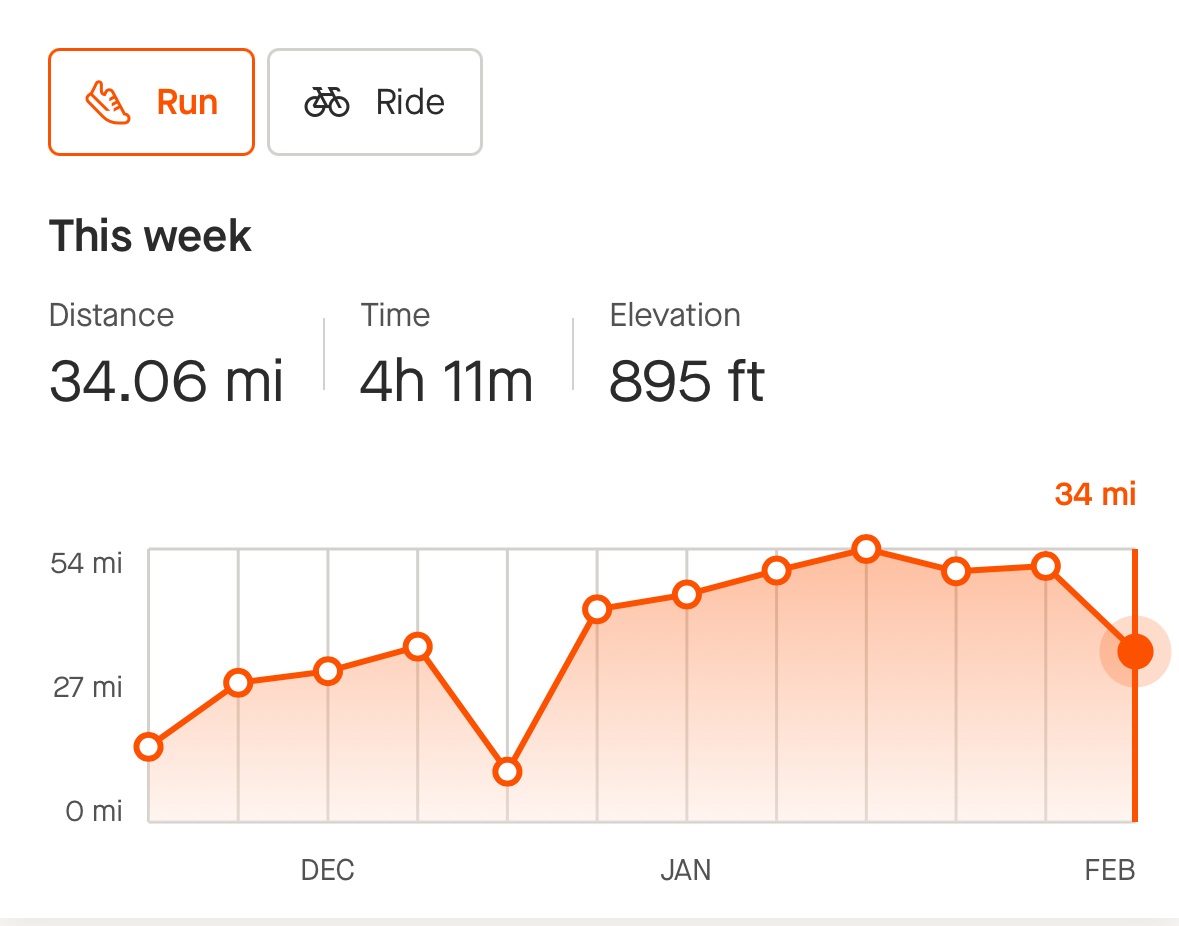 Run Ride
This week
Distance Time Elevation
34.06 mi 4h 11m 895 ft
34 mi
54 mi
27 mi
0 mi
DEC JAN FEB